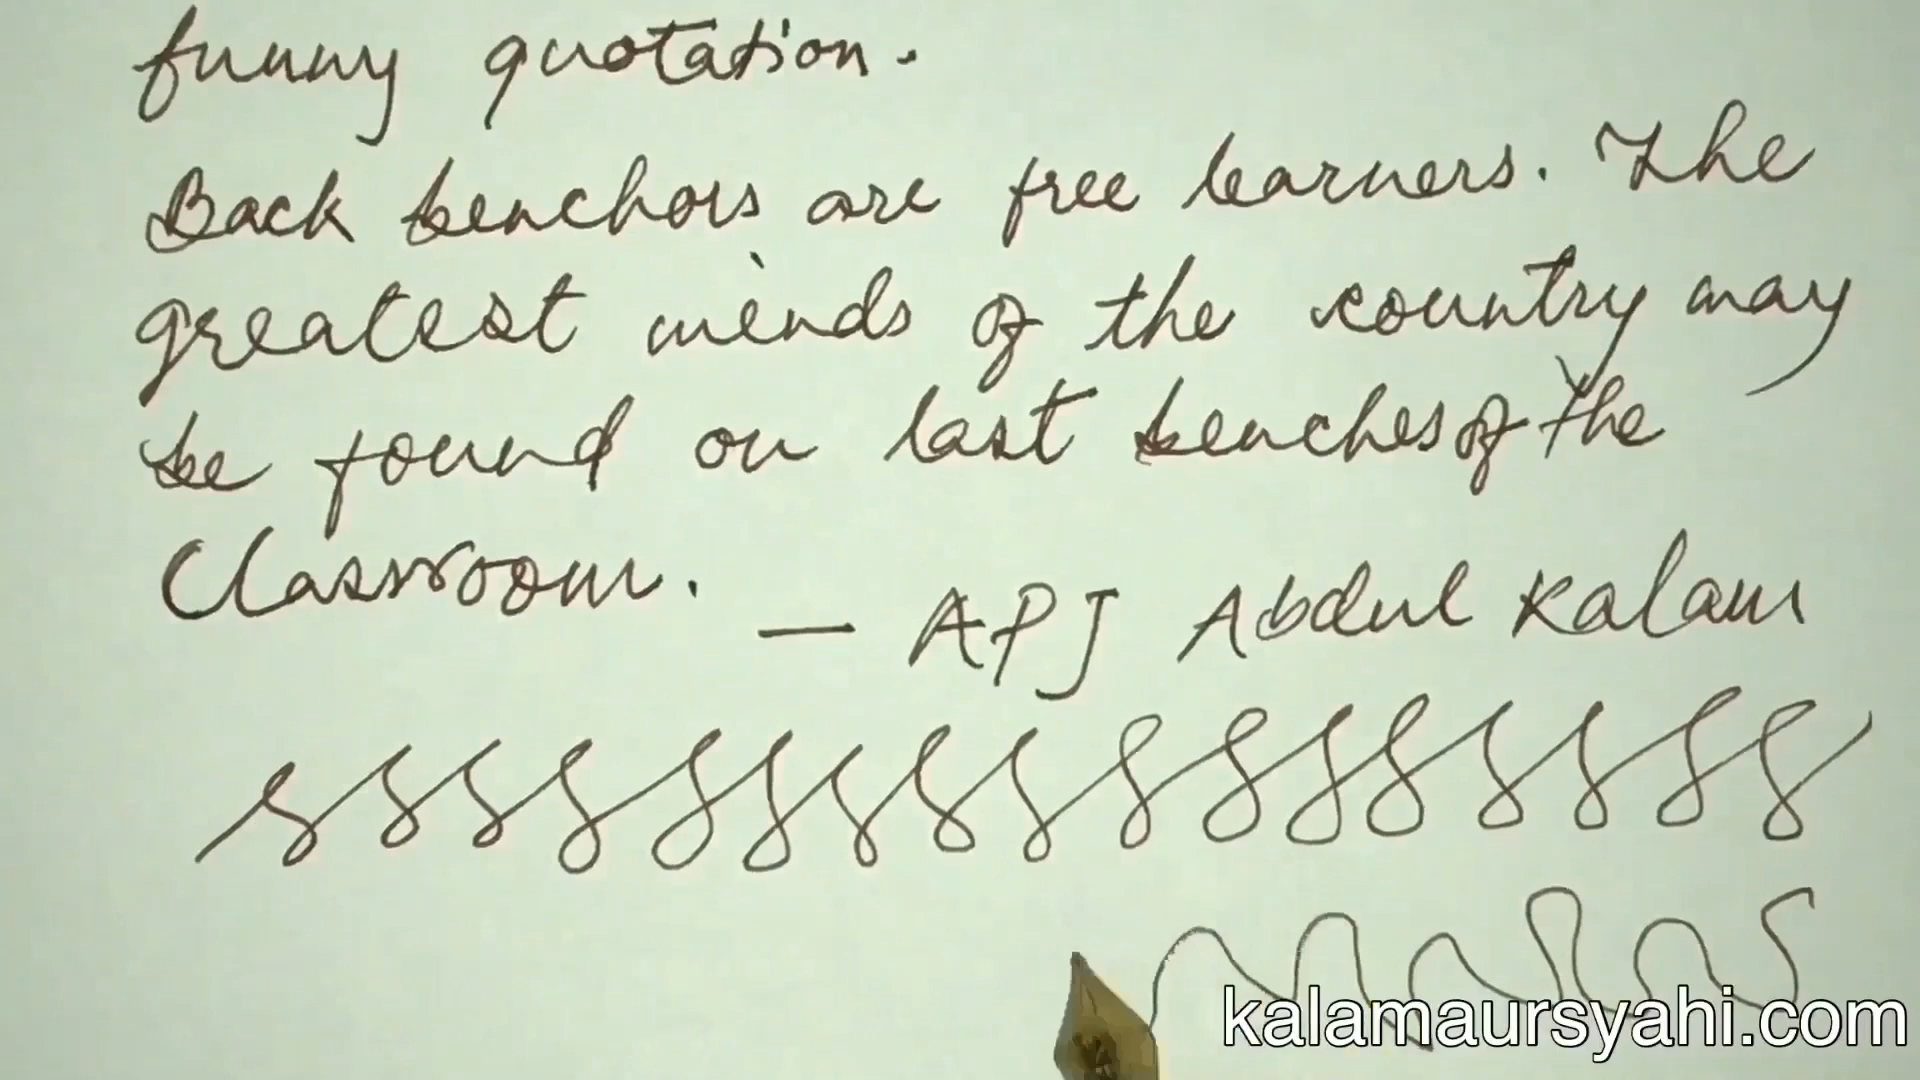 funny quotation.
Back benchers are free learners. The
greatest minds of the country may
be found on last benches of the
Classroom.
— APJ Abdul Kalam
kalamaursyahi.com